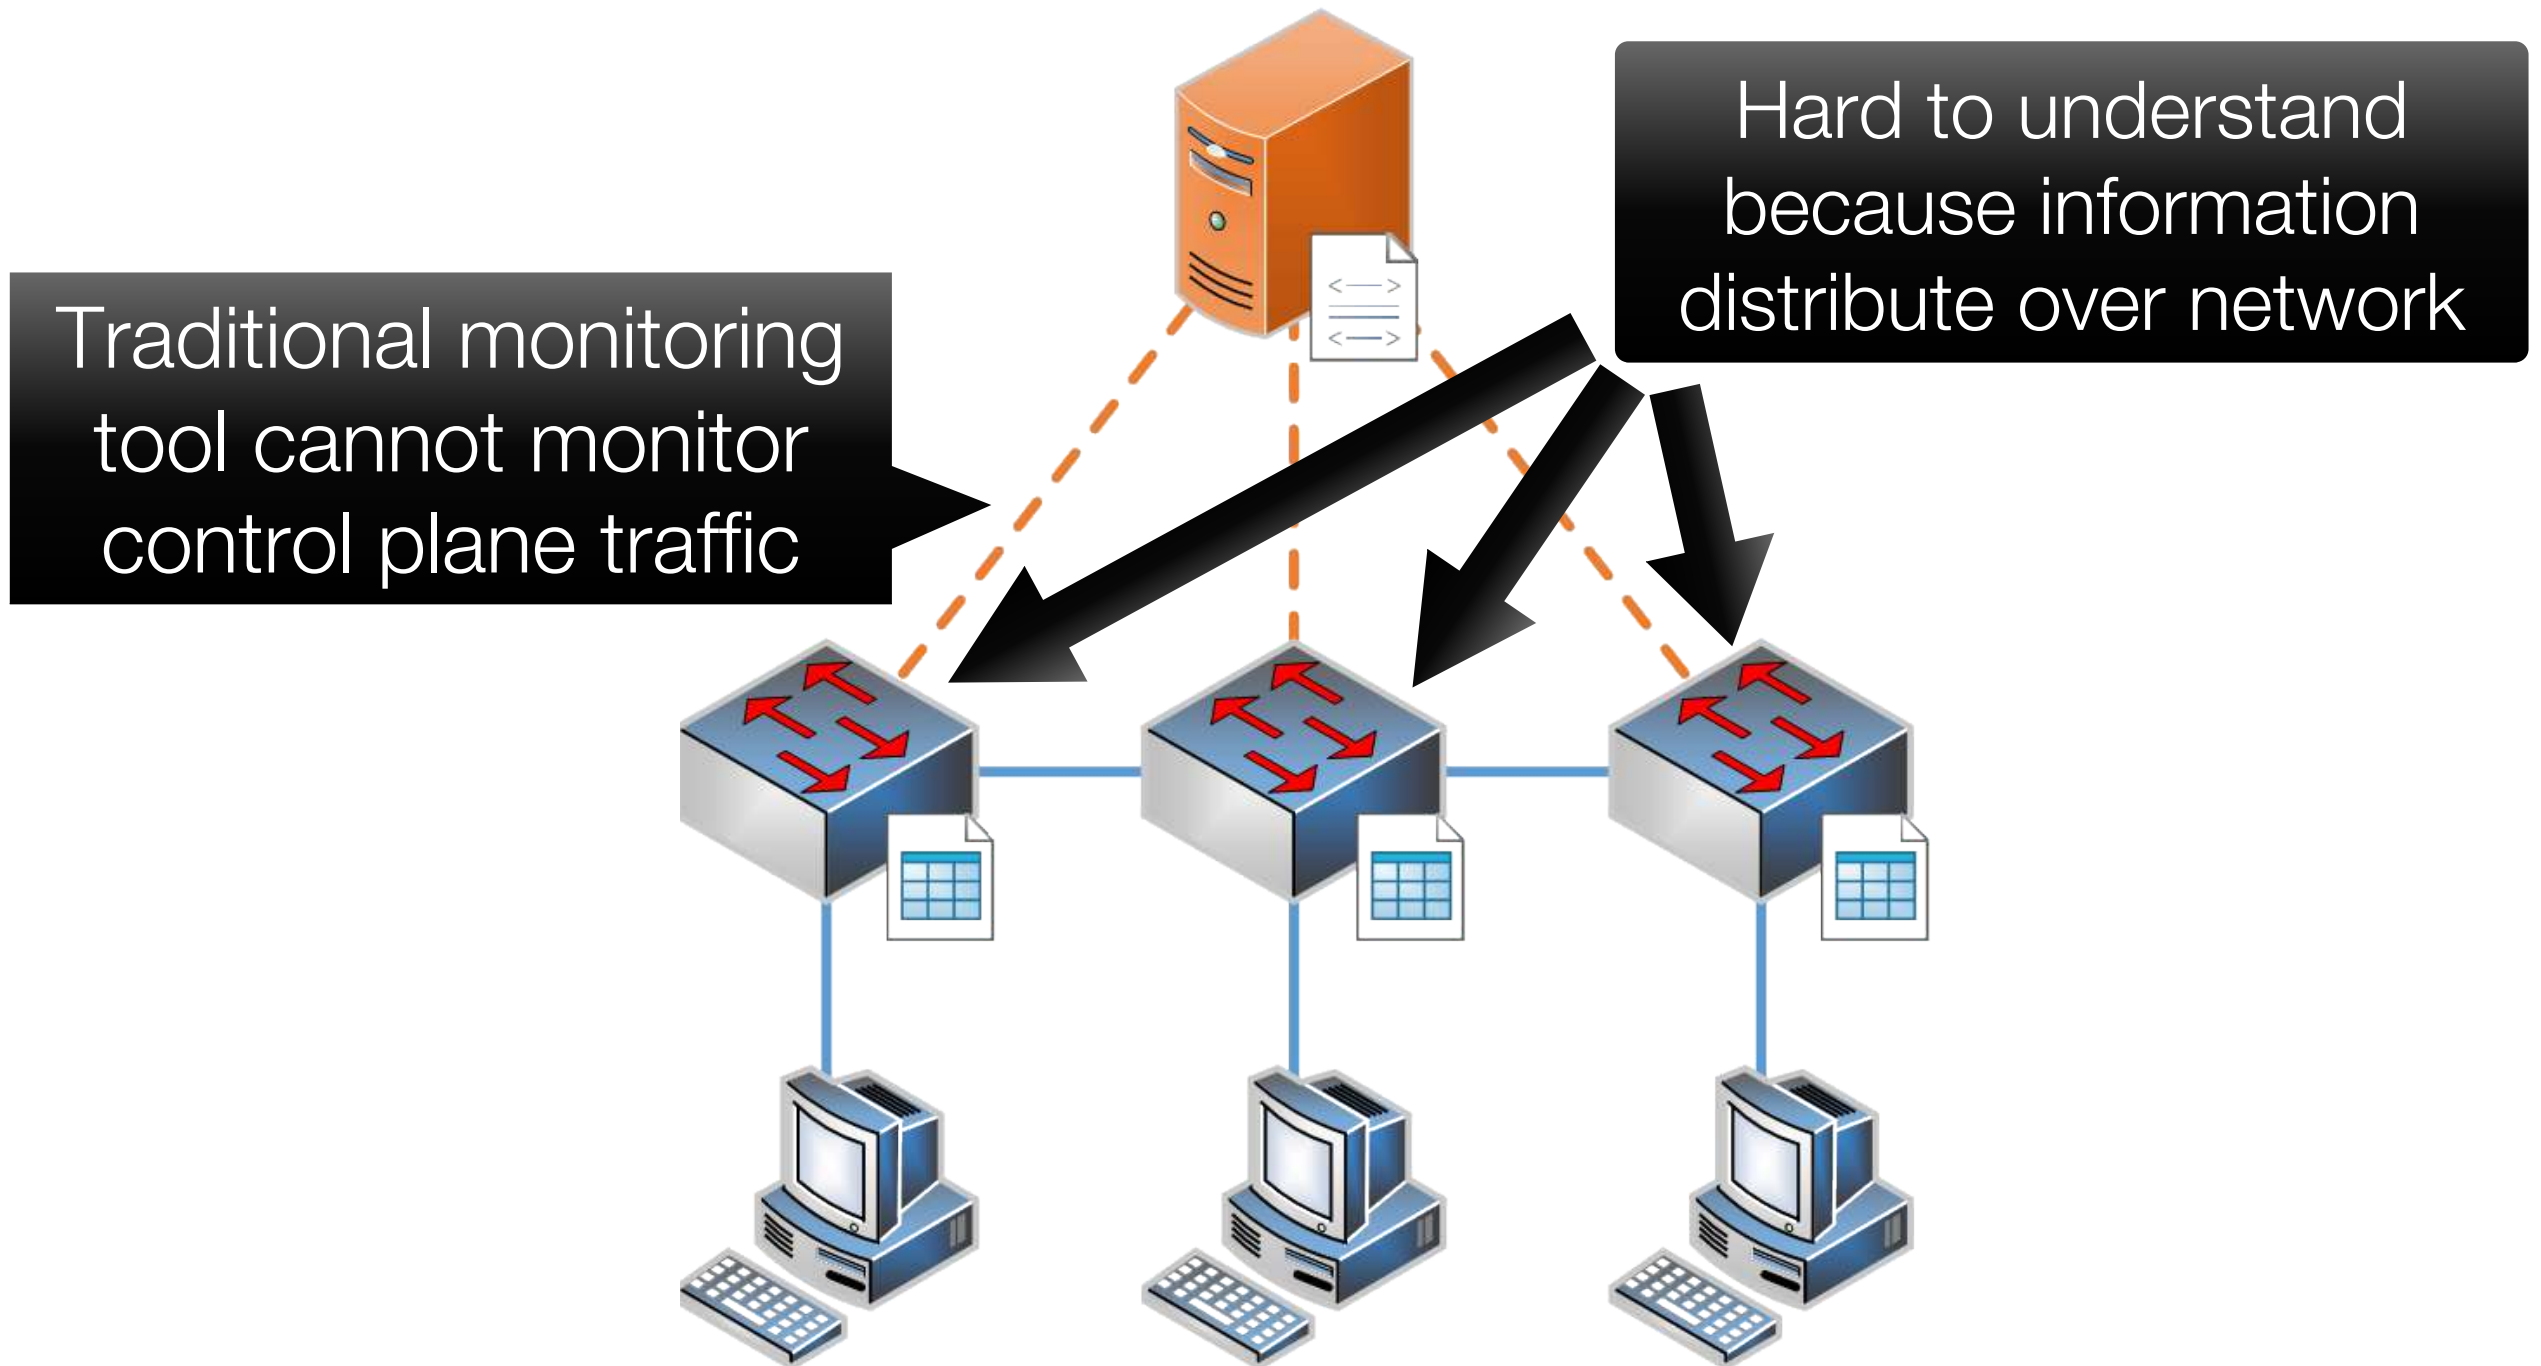 Traditional monitoring
tool cannot monitor
control plane traffic
Hard to understand
because information
distribute over network